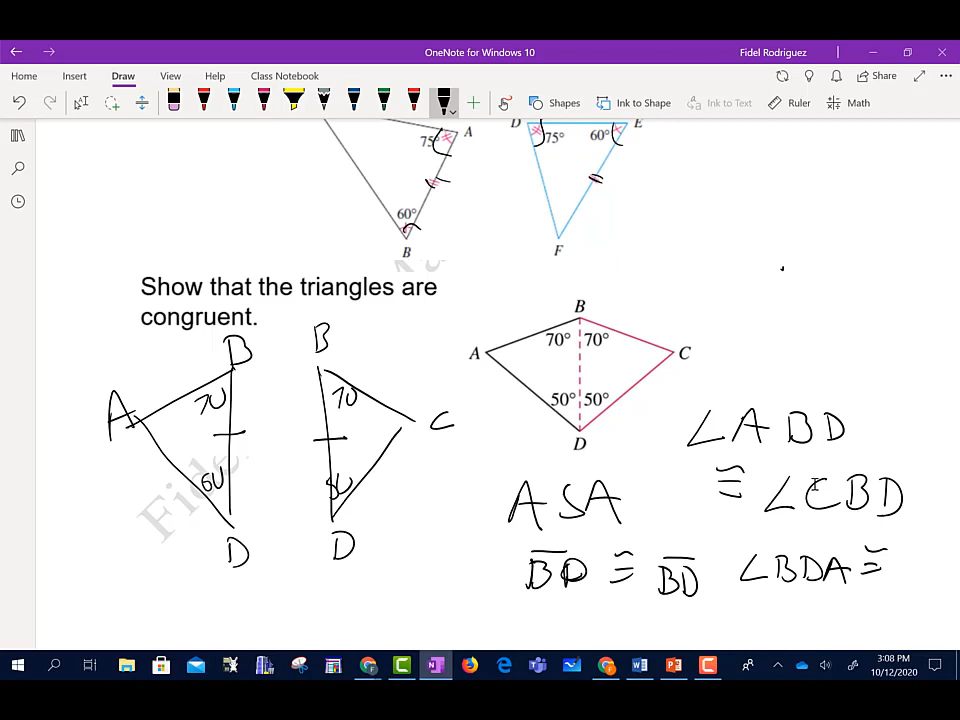 OneNote for Windows 10
Fidel Rodriguez
Home Insert Draw View Help Class Notebook
Share
Shapes Ink to Shape Ink to Text Ruler Math
75° A
60°
B
D 75° 60° E
F
Show that the triangles are
congruent.
B
A 70° 70° C
50° 50°
D
B
A 70
D
B
70
C
D
ASA
∠ABD
≅ ∠CBD
BD ≅ BD ∠BDA ≅
3:08 PM
10/12/2020